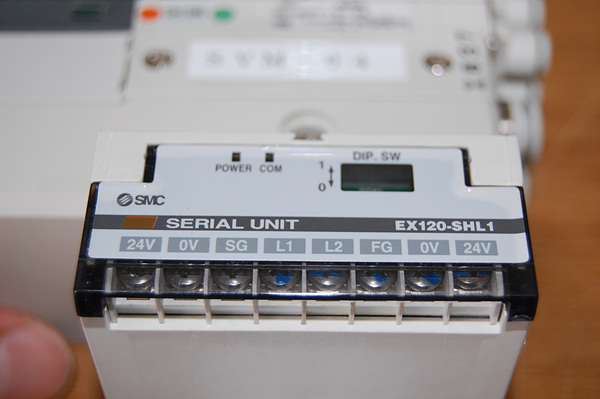 POWER COM
DIP. SW
1
0
SMC
SERIAL UNIT
EX120-SHL1
24V 0V SG L1 L2 FG 0V 24V